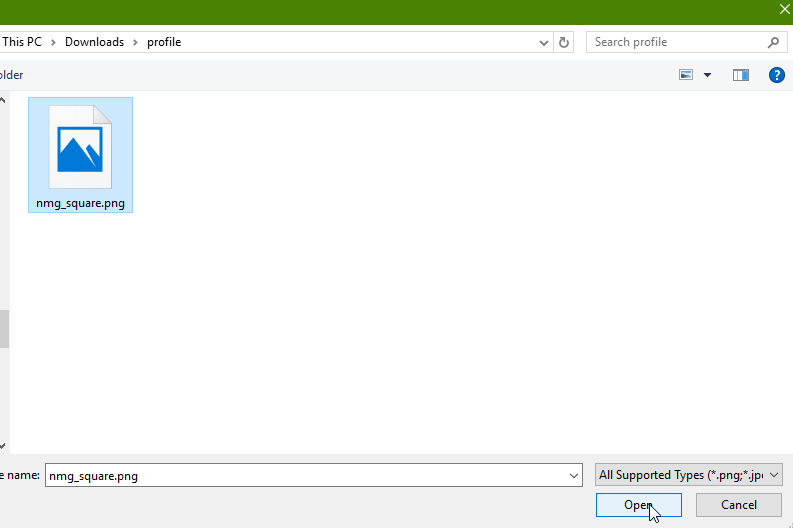 This PC > Downloads > profile
Search profile
older
?
nmg_square.png
e name: nmg_square.png
All Supported Types (*.png;*.jp
Open
Cancel